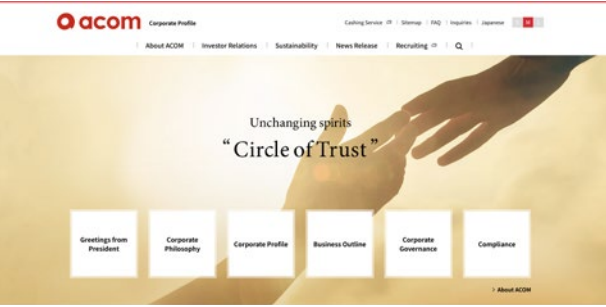 acom Corporate Profile
Cashing Service Sitemap FAQ Inquiries Japanese M
About ACOM Investor Relations Sustainability News Release Recruiting
Unchanging spirits
“Circle of Trust”
Greetings from
President
Corporate
Philosophy
Corporate Profile
Business Outline
Corporate
Governance
Compliance
About ACOM